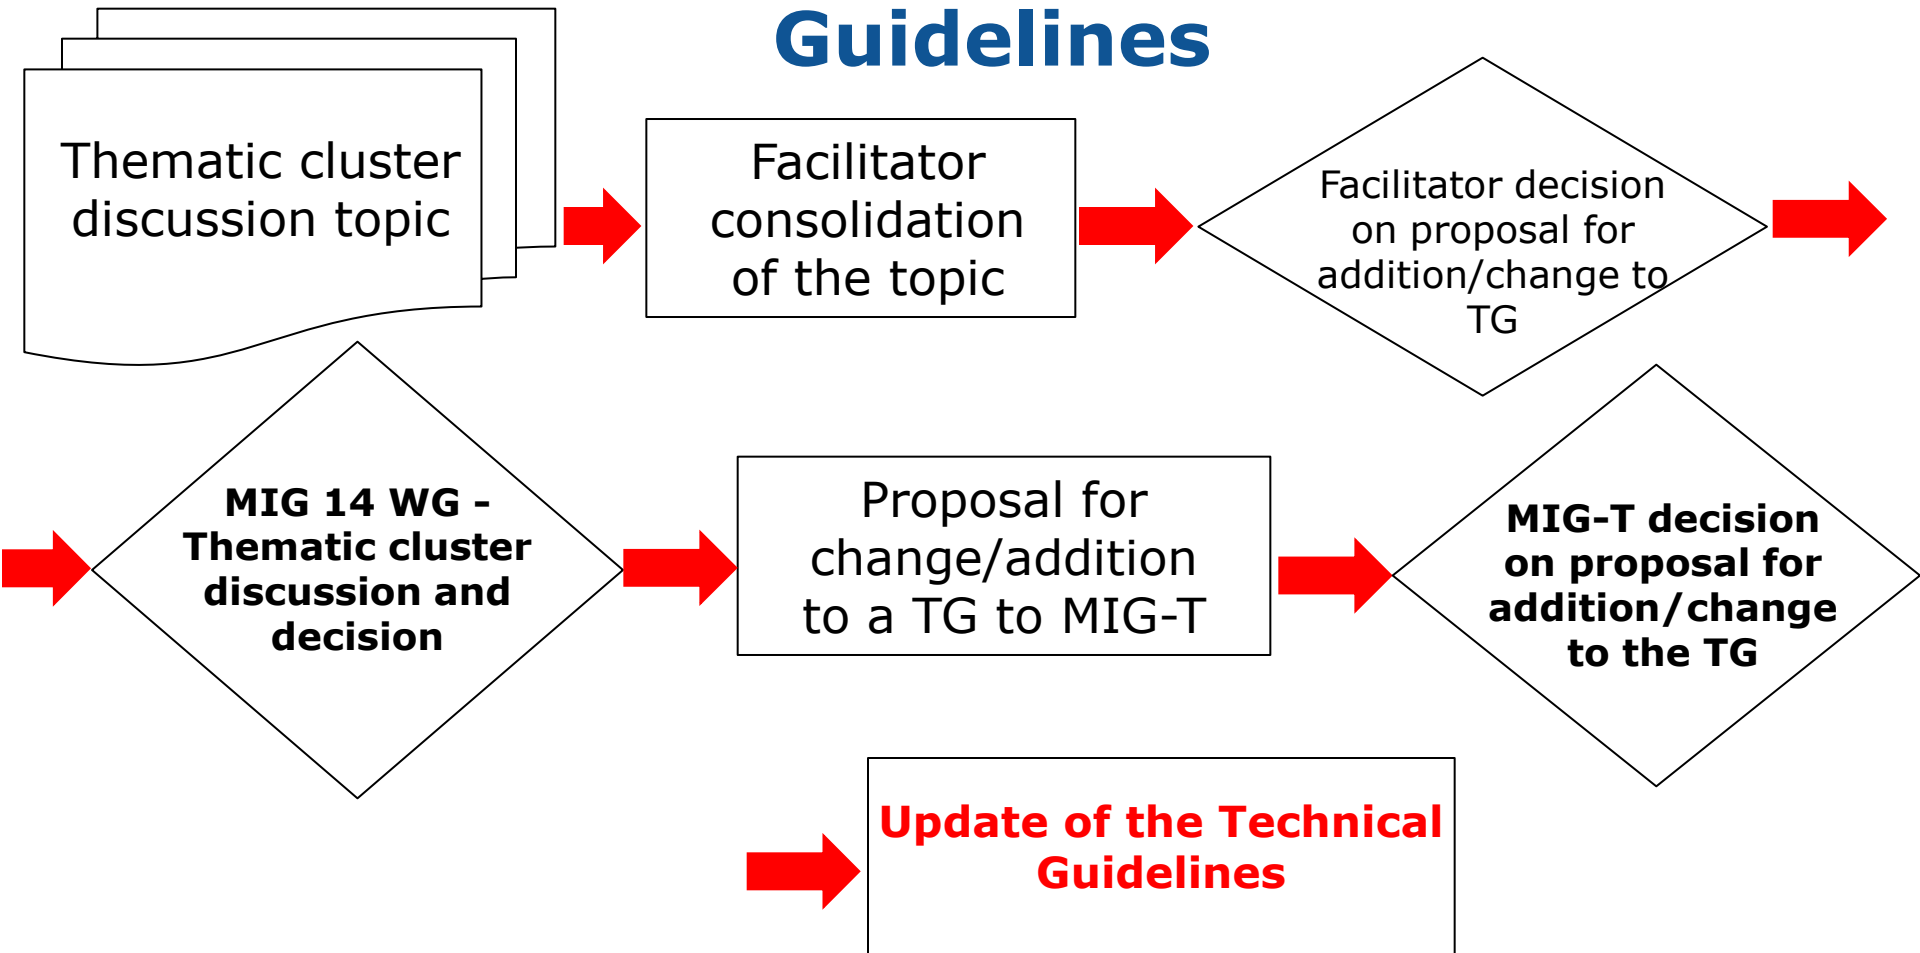 Guidelines
Thematic cluster
discussion topic
Facilitator
consolidation
of the topic
Facilitator decision
on proposal for
addition/change to
TG
MIG 14 WG -
Thematic cluster
discussion and
decision
Proposal for
change/addition
to a TG to MIG-T
MIG-T decision
on proposal for
addition/change
to the TG
Update of the Technical
Guidelines